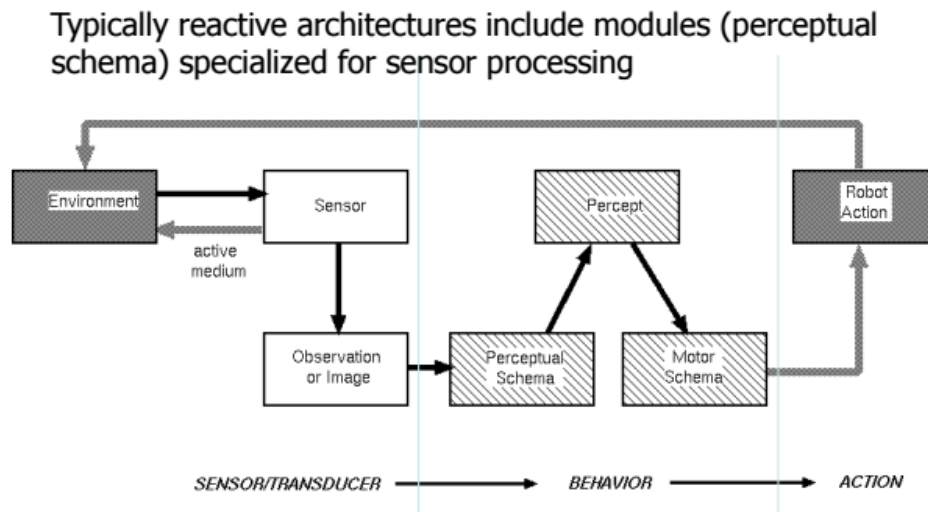 Typically reactive architectures include modules (perceptual
schema) specialized for sensor processing
Environment
Sensor
Percept
Robot
Action
active
medium
Observation
or Image
Perceptual
Schema
Motor
Schema
SENSOR/TRANSDUCER
BEHAVIOR
ACTION